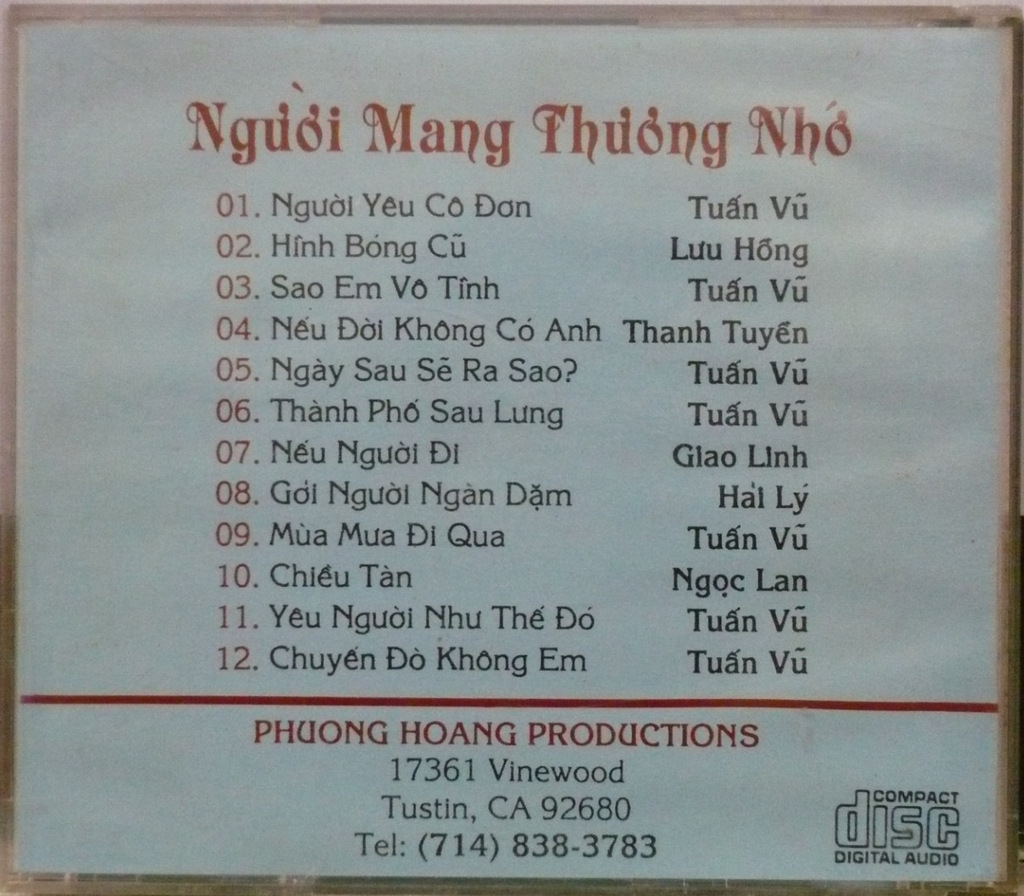 Người Mang Thương Nhớ
01. Người Yêu Cô Đơn Tuấn Vũ
02. Hình Bóng Cũ Lưu Hồng
03. Sao Em Vô Tình Tuấn Vũ
04. Nếu Đời Không Có Anh Thanh Tuyền
05. Ngày Sau Sẽ Ra Sao? Tuấn Vũ
06. Thành Phố Sau Lưng Tuấn Vũ
07. Nếu Người Đi Giao Linh
08. Gởi Người Ngàn Dặm Hải Lý
09. Mùa Mưa Đi Qua Tuấn Vũ
10. Chiều Tàn Ngọc Lan
11. Yêu Người Như Thế Đó Tuấn Vũ
12. Chuyến Đò Không Em Tuấn Vũ
PHUONG HOANG PRODUCTIONS
17361 Vinewood
Tustin, CA 92680
Tel: (714) 838-3783
COMPACT
disc
DIGITAL AUDIO